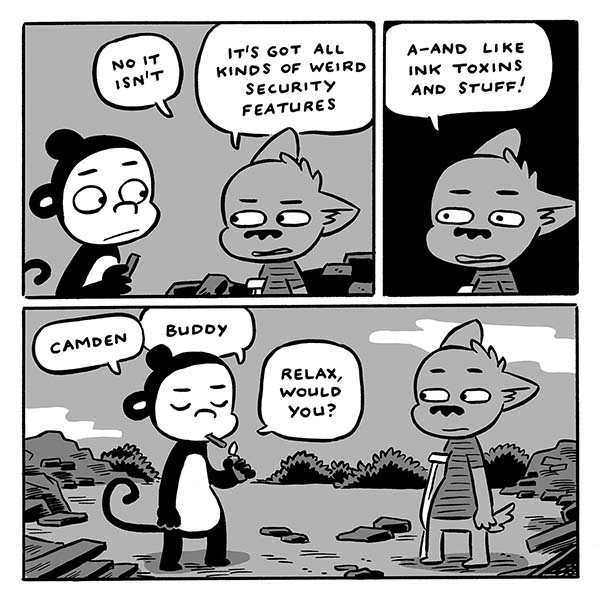 NO IT
ISN'T
IT'S GOT ALL
KINDS OF WEIRD
SECURITY
FEATURES
A-AND LIKE
INK TOXINS
AND STUFF!
CAMDEN
BUDDY
RELAX,
WOULD
YOU?